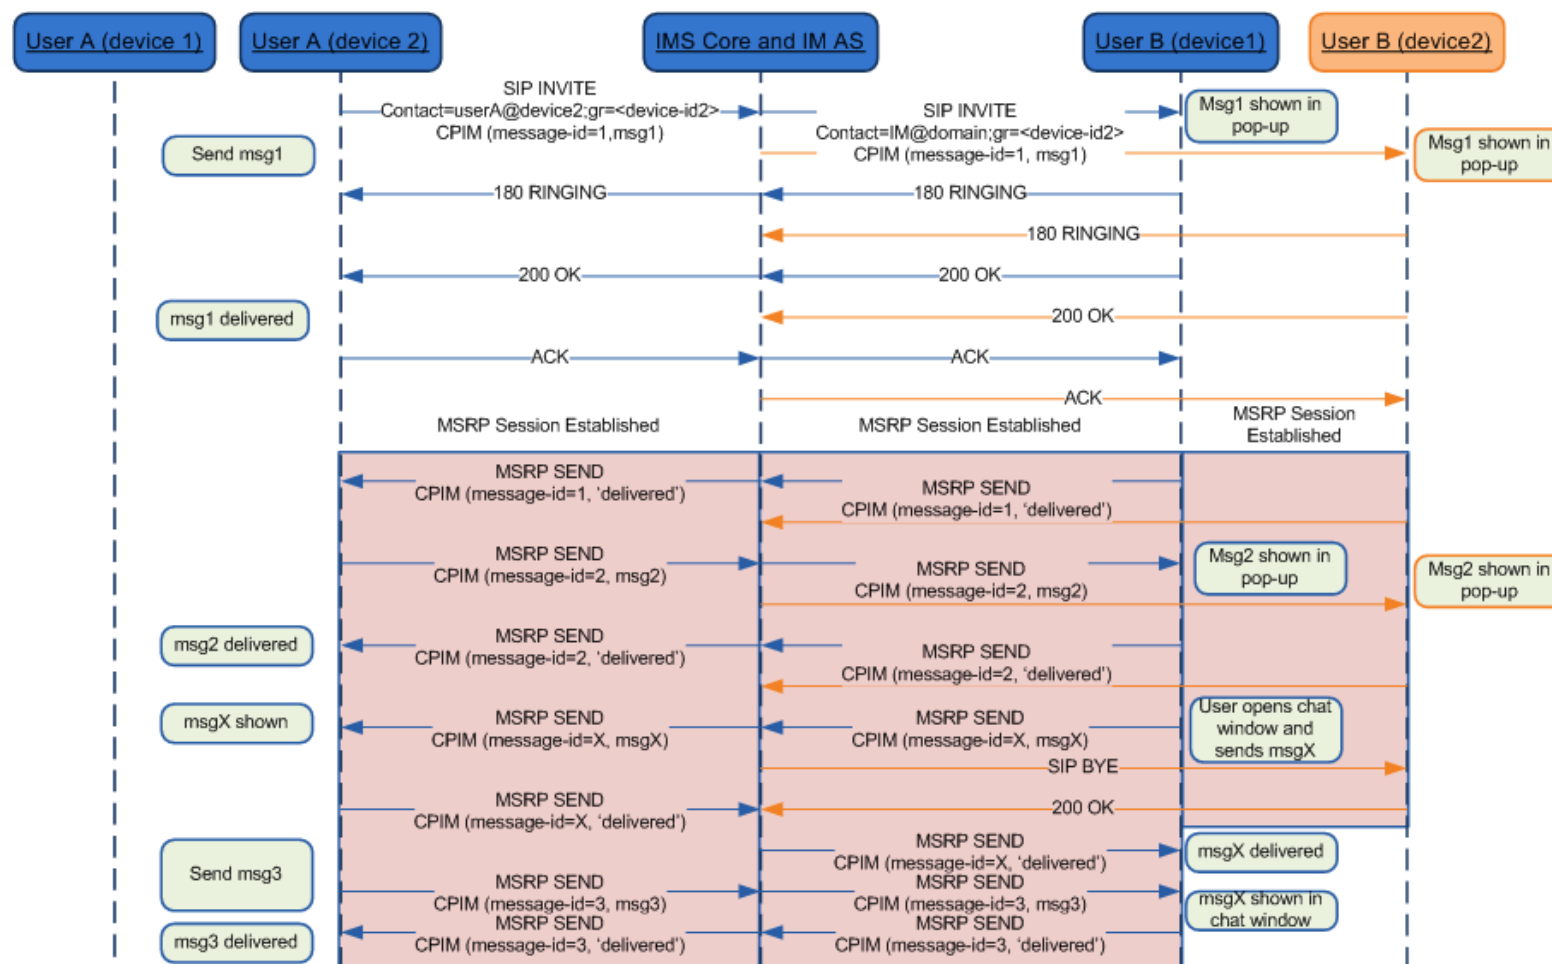 User A (device 1)
User A (device 2)
IMS Core and IM AS
User B (device1)
User B (device2)
SIP INVITE
Contact=userA@device2;gr=<device-id2>
CPIM (message-id=1,msg1)
SIP INVITE
Contact=IM@domain;gr=<device-id2>
CPIM (message-id=1, msg1)
Msg1 shown in
pop-up
Msg1 shown in
pop-up
Send msg1
180 RINGING
180 RINGING
180 RINGING
200 OK
200 OK
msg1 delivered
200 OK
ACK
ACK
ACK
MSRP Session Established
MSRP Session Established
MSRP Session
Established
MSRP SEND
CPIM (message-id=1, ‘delivered’)
MSRP SEND
CPIM (message-id=1, ‘delivered’)
MSRP SEND
CPIM (message-id=2, msg2)
MSRP SEND
CPIM (message-id=2, msg2)
Msg2 shown in
pop-up
Msg2 shown in
pop-up
msg2 delivered
MSRP SEND
CPIM (message-id=2, ‘delivered’)
MSRP SEND
CPIM (message-id=2, ‘delivered’)
msgX shown
MSRP SEND
CPIM (message-id=X, msgX)
MSRP SEND
CPIM (message-id=X, msgX)
User opens chat
window and
sends msgX
SIP BYE
MSRP SEND
CPIM (message-id=X, ‘delivered’)
200 OK
MSRP SEND
CPIM (message-id=X, ‘delivered’)
msgX delivered
Send msg3
MSRP SEND
CPIM (message-id=3, msg3)
MSRP SEND
CPIM (message-id=3, msg3)
msgX shown in
chat window
msg3 delivered
MSRP SEND
CPIM (message-id=3, ‘delivered’)
MSRP SEND
CPIM (message-id=3, ‘delivered’)